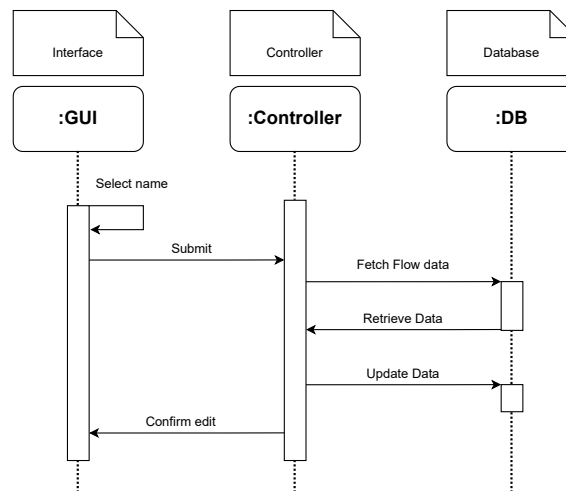 Interface
Controller
Database
:GUI
:Controller
:DB
Select name
Submit
Fetch Flow data
Retrieve Data
Update Data
Confirm edit